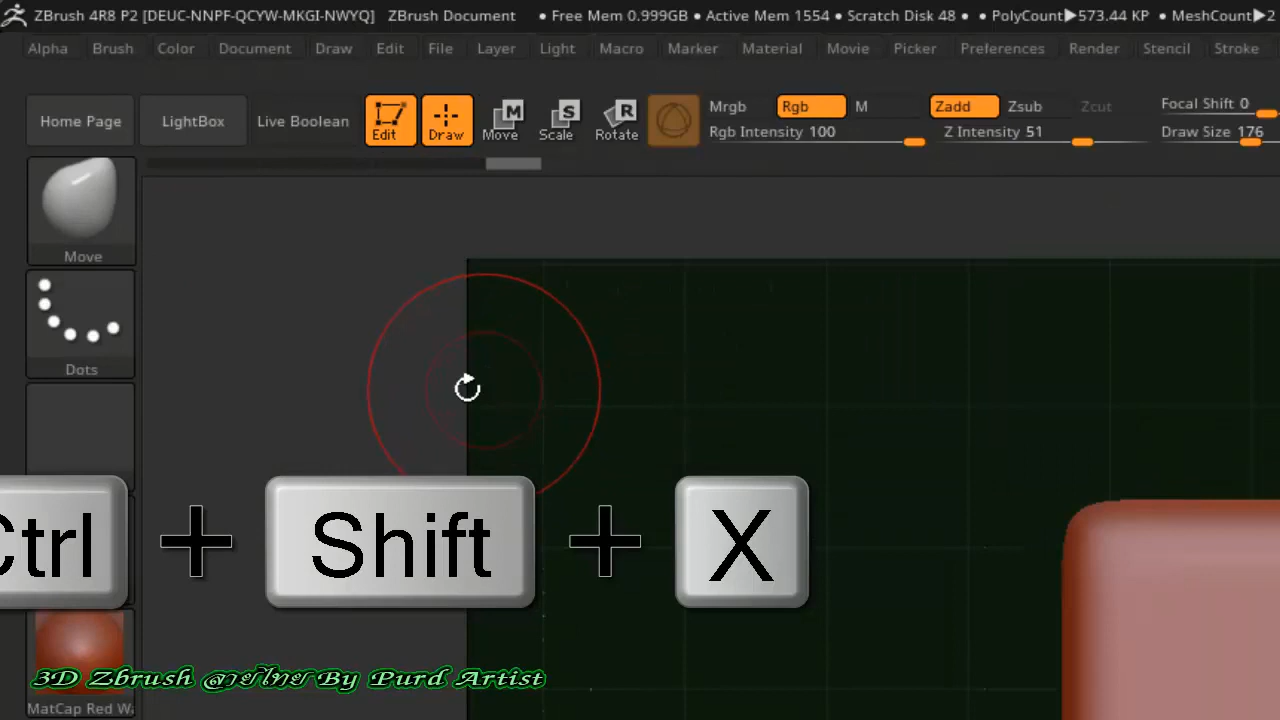 ZBrush 4R8 P2 [DEUC-NNPF-QCYW-MKGI-NWYQ] ZBrush Document • Free Mem 0.999GB • Active Mem 1554 • Scratch Disk 48 • • PolyCount▶573.44 KP • MeshCount▶2
Alpha Brush Color Document Draw Edit File Layer Light Macro Marker Material Movie Picker Preferences Render Stencil Stroke
Home Page LightBox Live Boolean Edit Draw Move Scale Rotate
M S R
Mrgb Rgb M Zadd Zsub Zcut Focal Shift 0
Rgb Intensity 100 Z Intensity 51 Draw Size 176
Move
Dots
Ctrl + Shift + X
3D Zbrush ลายไทย By Purd Artist
MatCap Red Wa